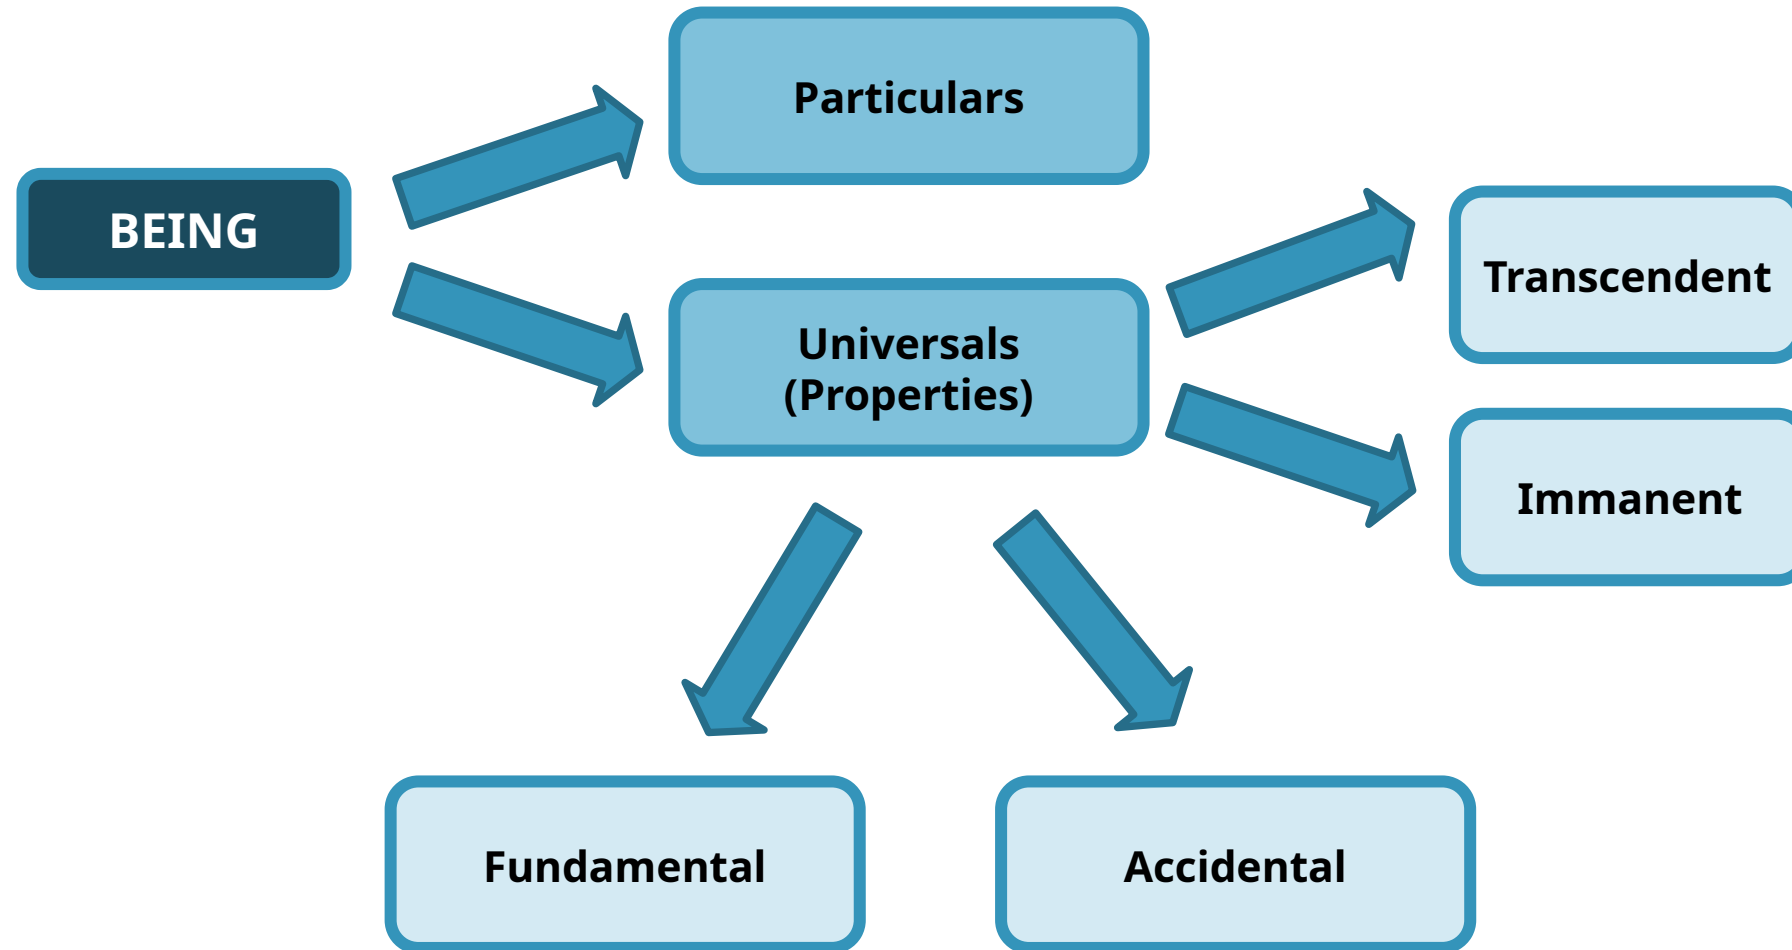 Particulars
BEING
Transcendent
Universals
(Properties)
Immanent
Fundamental
Accidental